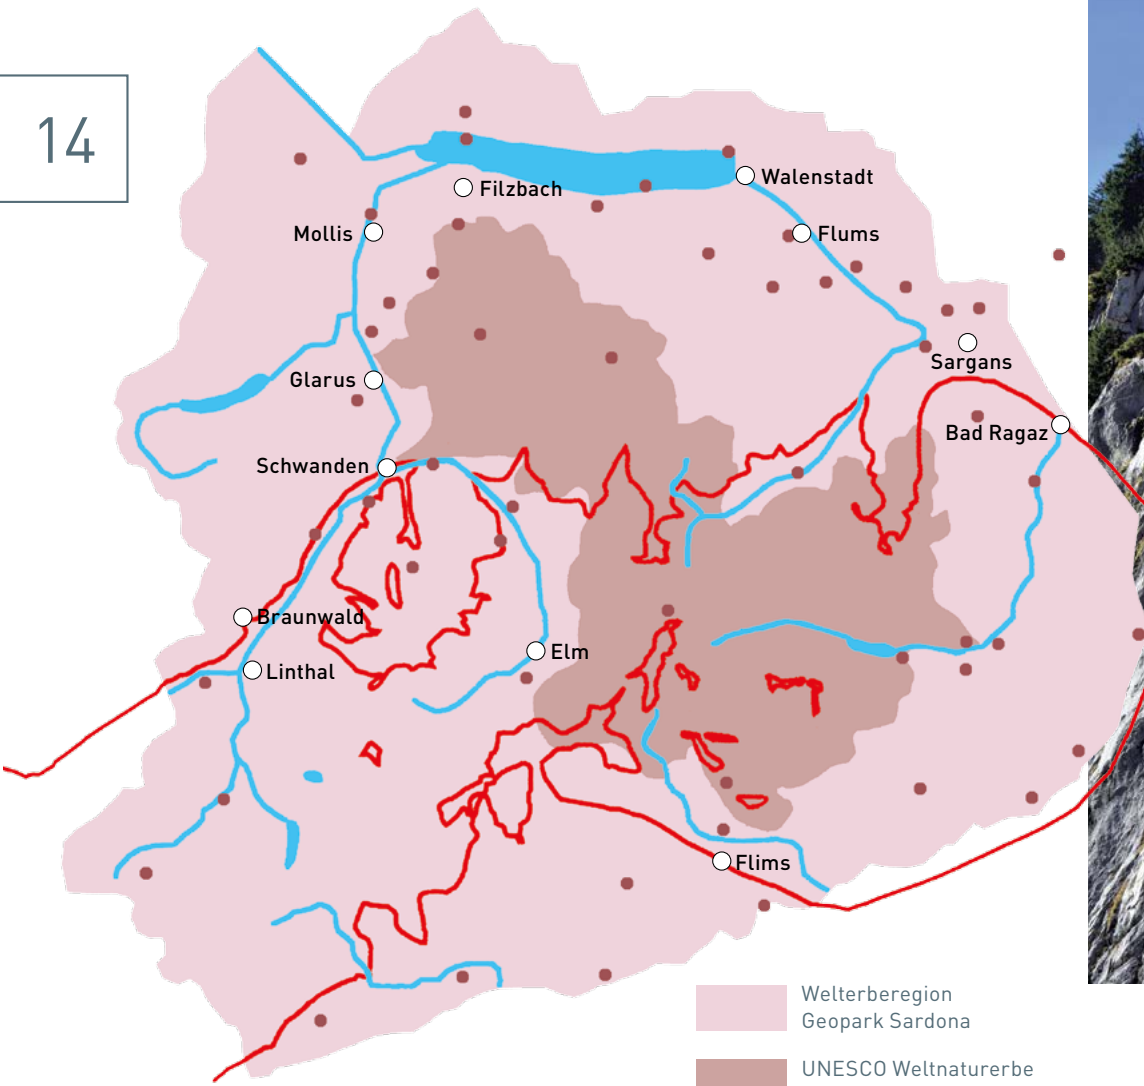 14
Filzbach
Walenstadt
Mollis
Flums
Sargans
Glarus
Bad Ragaz
Schwanden
Braunwald
Elm
Linthal
Flims
Welterberegion
Geopark Sardona
UNESCO Weltnaturerbe